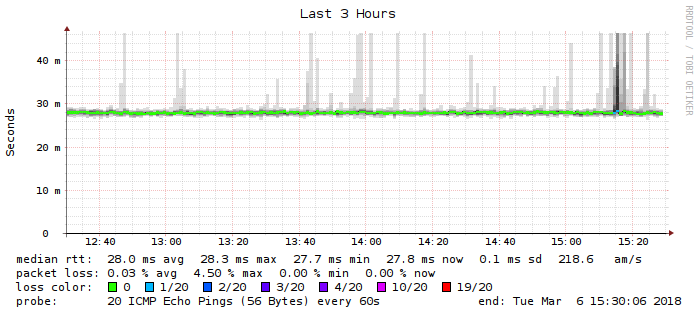 Last 3 Hours
RRDTOOL / TOBI OETIKER
Seconds
40 m
30 m
20 m
10 m
0
12:40 13:00 13:20 13:40 14:00 14:20 14:40 15:00 15:20
median rtt: 28.0 ms avg 28.3 ms max 27.7 ms min 27.8 ms now 0.1 ms sd 218.6 am/s
packet loss: 0.03 % avg 4.50 % max 0.00 % min 0.00 % now
loss color: 0 1/20 2/20 3/20 4/20 10/20 19/20
probe: 20 ICMP Echo Pings (56 Bytes) every 60s end: Tue Mar 6 15:30:06 2018